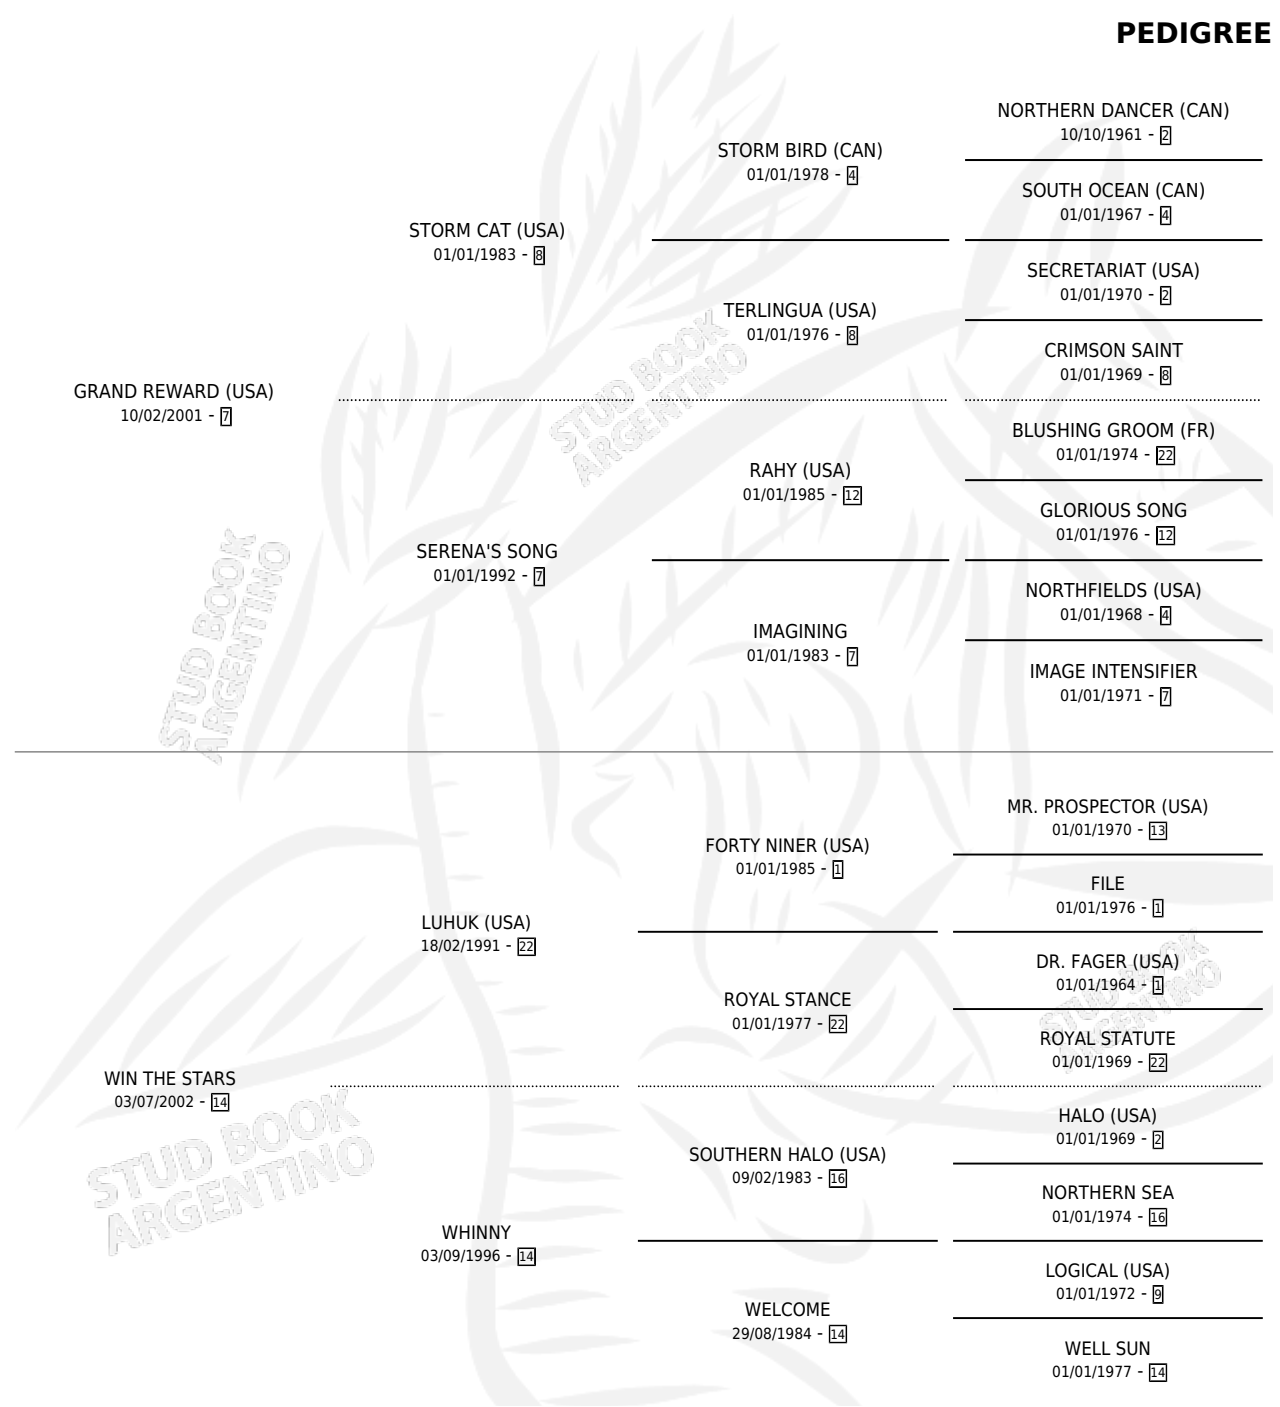 PEDIGREE
NORTHERN DANCER (CAN)
10/10/1961 - 2
STORM BIRD (CAN)
01/01/1978 - 4
SOUTH OCEAN (CAN)
01/01/1967 - 4
STORM CAT (USA)
01/01/1983 - 8
SECRETARIAT (USA)
01/01/1970 - 2
TERLINGUA (USA)
01/01/1976 - 8
CRIMSON SAINT
01/01/1969 - 8
GRAND REWARD (USA)
10/02/2001 - 7
STUD BOOK
ARGENTINO
BLUSHING GROOM (FR)
01/01/1974 - 22
RAHY (USA)
01/01/1985 - 12
GLORIOUS SONG
01/01/1976 - 12
SERENA'S SONG
01/01/1992 - 7
NORTHFIELDS (USA)
01/01/1968 - 4
IMAGINING
01/01/1983 - 7
IMAGE INTENSIFIER
01/01/1971 - 7
STUD BOOK
ARGENTINO
MR. PROSPECTOR (USA)
01/01/1970 - 13
FORTY NINER (USA)
01/01/1985 - 1
FILE
01/01/1976 - 1
LUHUK (USA)
18/02/1991 - 22
DR. FAGER (USA)
01/01/1964 - 1
ROYAL STANCE
01/01/1977 - 22
STUD BOOK
ARGENTINO
ROYAL STATUTE
01/01/1969 - 22
WIN THE STARS
03/07/2002 - 14
HALO (USA)
01/01/1969 - 2
SOUTHERN HALO (USA)
09/02/1983 - 16
STUD BOOK
ARGENTINO
NORTHERN SEA
01/01/1974 - 16
WHINNY
03/09/1996 - 14
LOGICAL (USA)
01/01/1972 - 9
WELCOME
29/08/1984 - 14
WELL SUN
01/01/1977 - 14